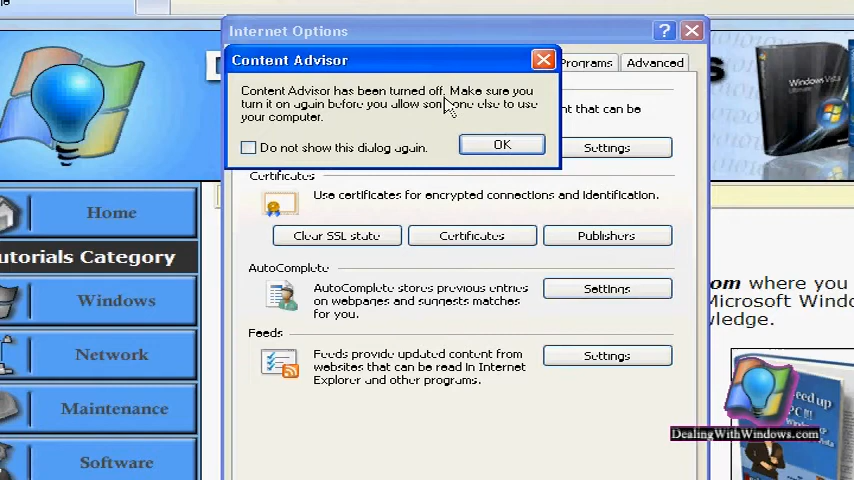 Internet Options
Content Advisor
Programs
Advanced
Content Advisor has been turned off. Make sure you
turn it on again before you allow someone else to use
your computer.
Do not show this dialog again.
OK
ent that can be
Settings
Certificates
Use certificates for encrypted connections and identification.
Clear SSL state
Certificates
Publishers
AutoComplete
AutoComplete stores previous entries
on webpages and suggests matches
for you.
Settings
Feeds
Feeds provide updated content from
websites that can be read in Internet
Explorer and other programs.
Settings
Home
utorials Category
Windows
Network
Maintenance
Software
Windows Vista
om where you
Microsoft Windo
vledge.
eed up
PC!!!
DealingWithWindows.com